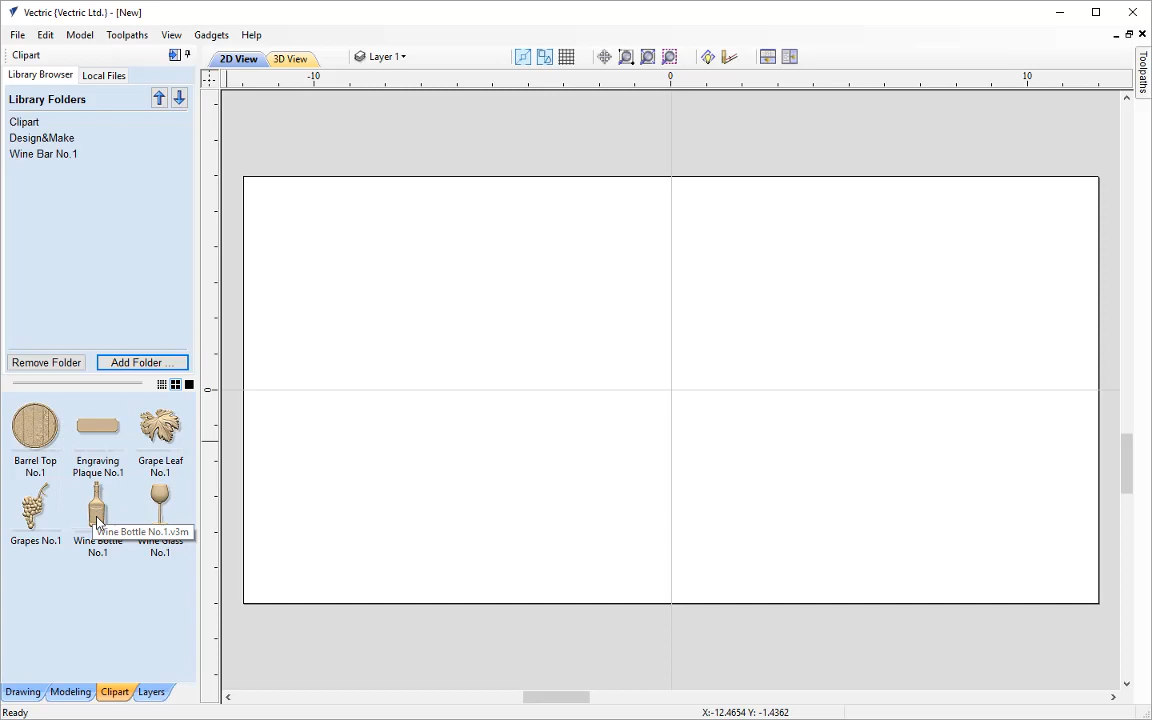 Vectric {Vectric Ltd.} - [New]
File Edit Model Toolpaths View Gadgets Help
Clipart
2D View
3D View
Layer 1
Toolpaths
Library Browser
Local Files
-10
0
10
Library Folders
Clipart
Design&Make
Wine Bar No.1
Remove Folder
Add Folder ...
0
Barrel Top No.1
Engraving Plaque No.1
Grape Leaf No.1
Grapes No.1
Wine Bottle No.1
Wine Glass No.1
Wine Bottle No.1.v3m
Drawing
Modeling
Clipart
Layers
Ready
X:-12.4654 Y: -1.4362